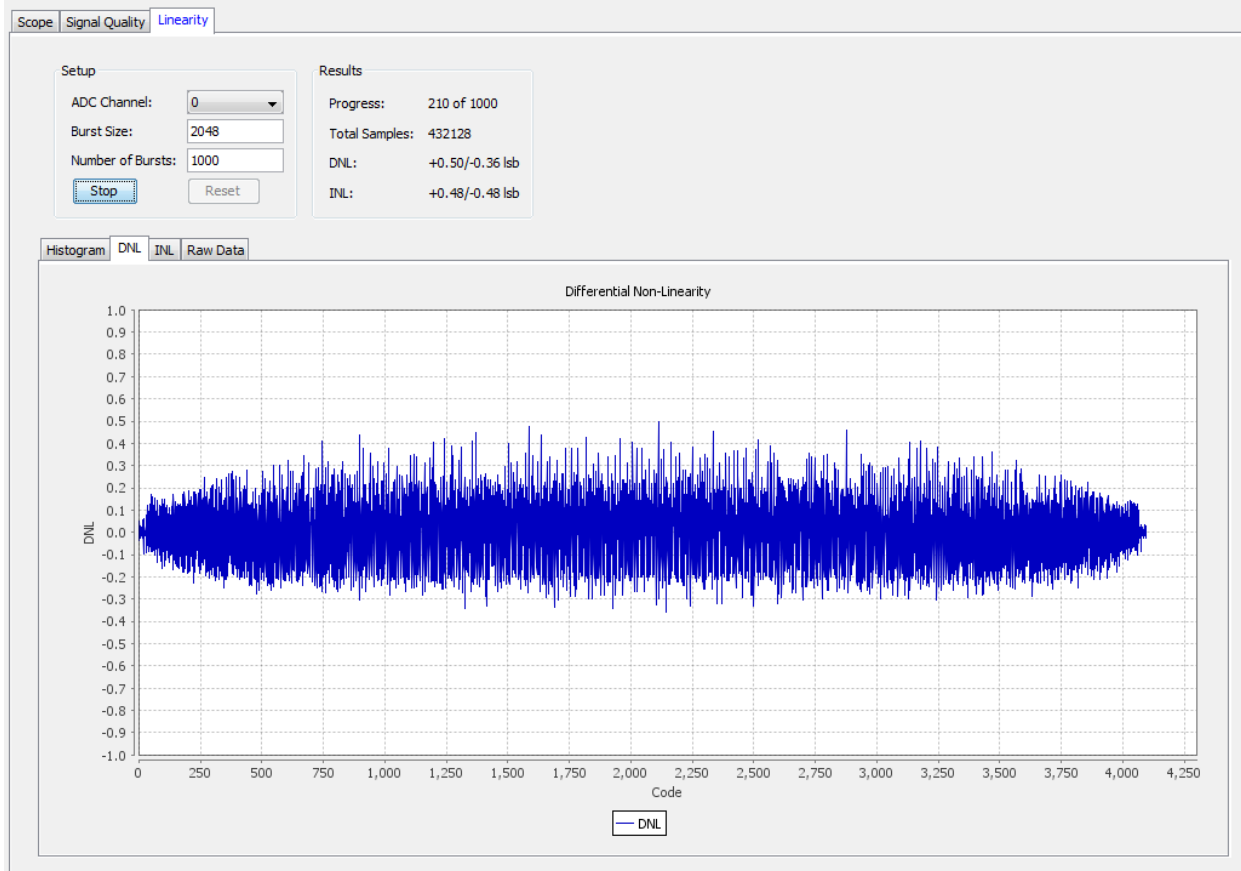 Scope Signal Quality Linearity
Setup
ADC Channel: 0
Burst Size: 2048
Number of Bursts: 1000
Stop Reset
Results
Progress: 210 of 1000
Total Samples: 432128
DNL: +0.50/-0.36 lsb
INL: +0.48/-0.48 lsb
Histogram DNL INL Raw Data
Differential Non-Linearity
1.0
0.9
0.8
0.7
0.6
0.5
0.4
0.3
0.2
0.1
0.0
-0.1
-0.2
-0.3
-0.4
-0.5
-0.6
-0.7
-0.8
-0.9
-1.0
DNL
0 250 500 750 1,000 1,250 1,500 1,750 2,000 2,250 2,500 2,750 3,000 3,250 3,500 3,750 4,000 4,250
Code
DNL